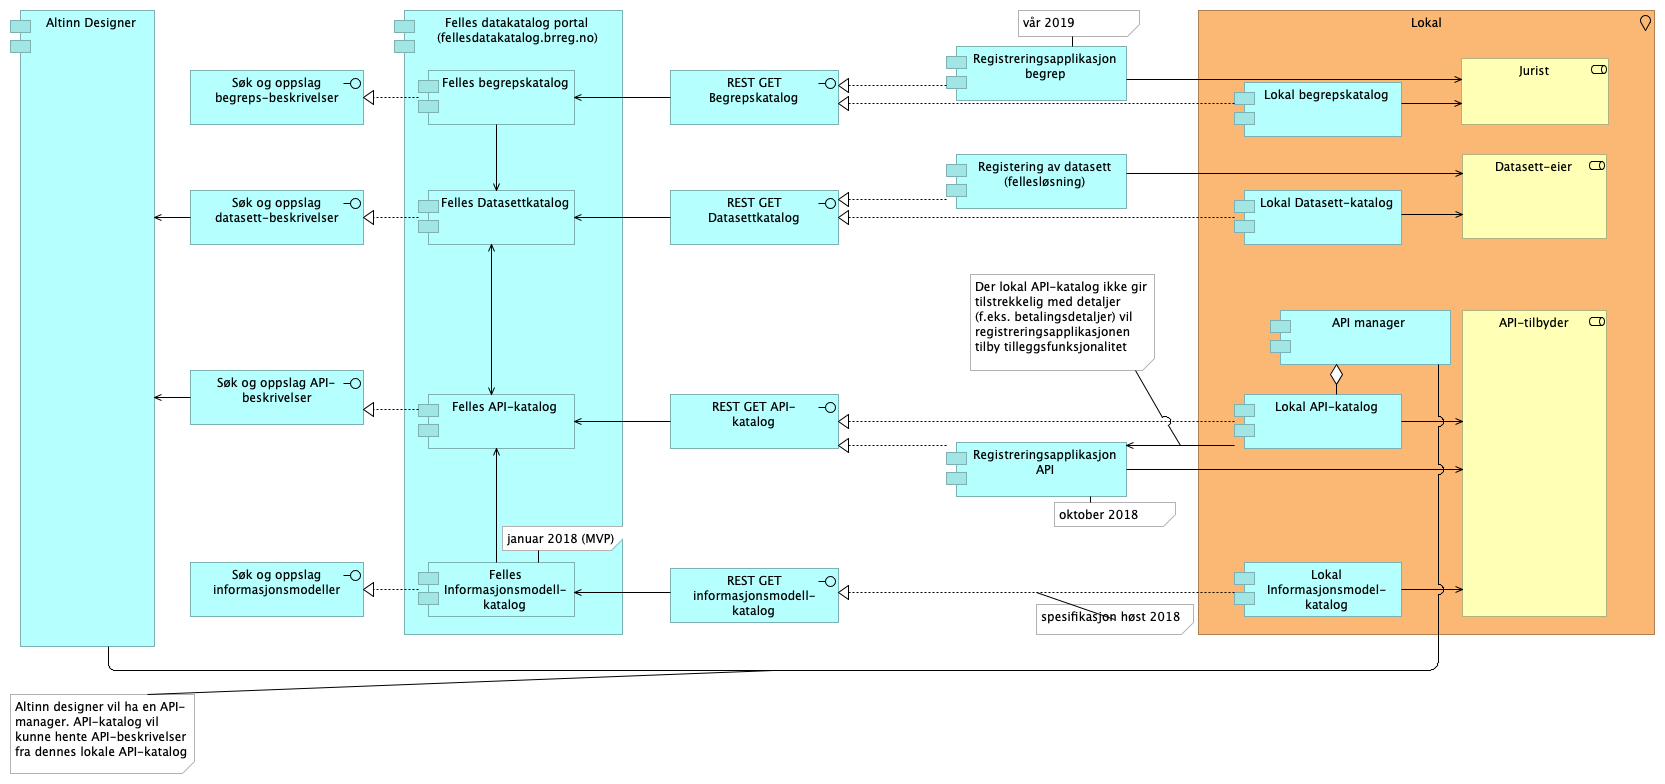 Altinn Designer
Felles datakatalog portal
(fellesdatakatalog.brreg.no)
vår 2019
Lokal
Søk og oppslag
begreps-beskrivelser
Felles begrepskatalog
REST GET
Begrepskatalog
Registreringsapplikasjon
begrep
Lokal begrepskatalog
Jurist
Søk og oppslag
datasett-beskrivelser
Felles Datasettkatalog
REST GET
Datasettkatalog
Registering av datasett
(fellesløsning)
Lokal Datasett-katalog
Datasett-eier
Der lokal API-katalog ikke gir
tilstrekkelig med detaljer
(f.eks. betalingsdetaljer) vil
registreringsapplikasjonen
tilby tilleggsfunksjonalitet
API manager
API-tilbyder
Søk og oppslag API-
beskrivelser
Felles API-katalog
REST GET API-
katalog
Lokal API-katalog
Registreringsapplikasjon
API
oktober 2018
januar 2018 (MVP)
Søk og oppslag
informasjonsmodeller
Felles
Informasjonsmodell-
katalog
REST GET
informasjonsmodell-
katalog
spesifikasjon høst 2018
Lokal
Informasjonsmodel-
katalog
Altinn designer vil ha en API-
manager. API-katalog vil
kunne hente API-beskrivelser
fra dennes lokale API-katalog